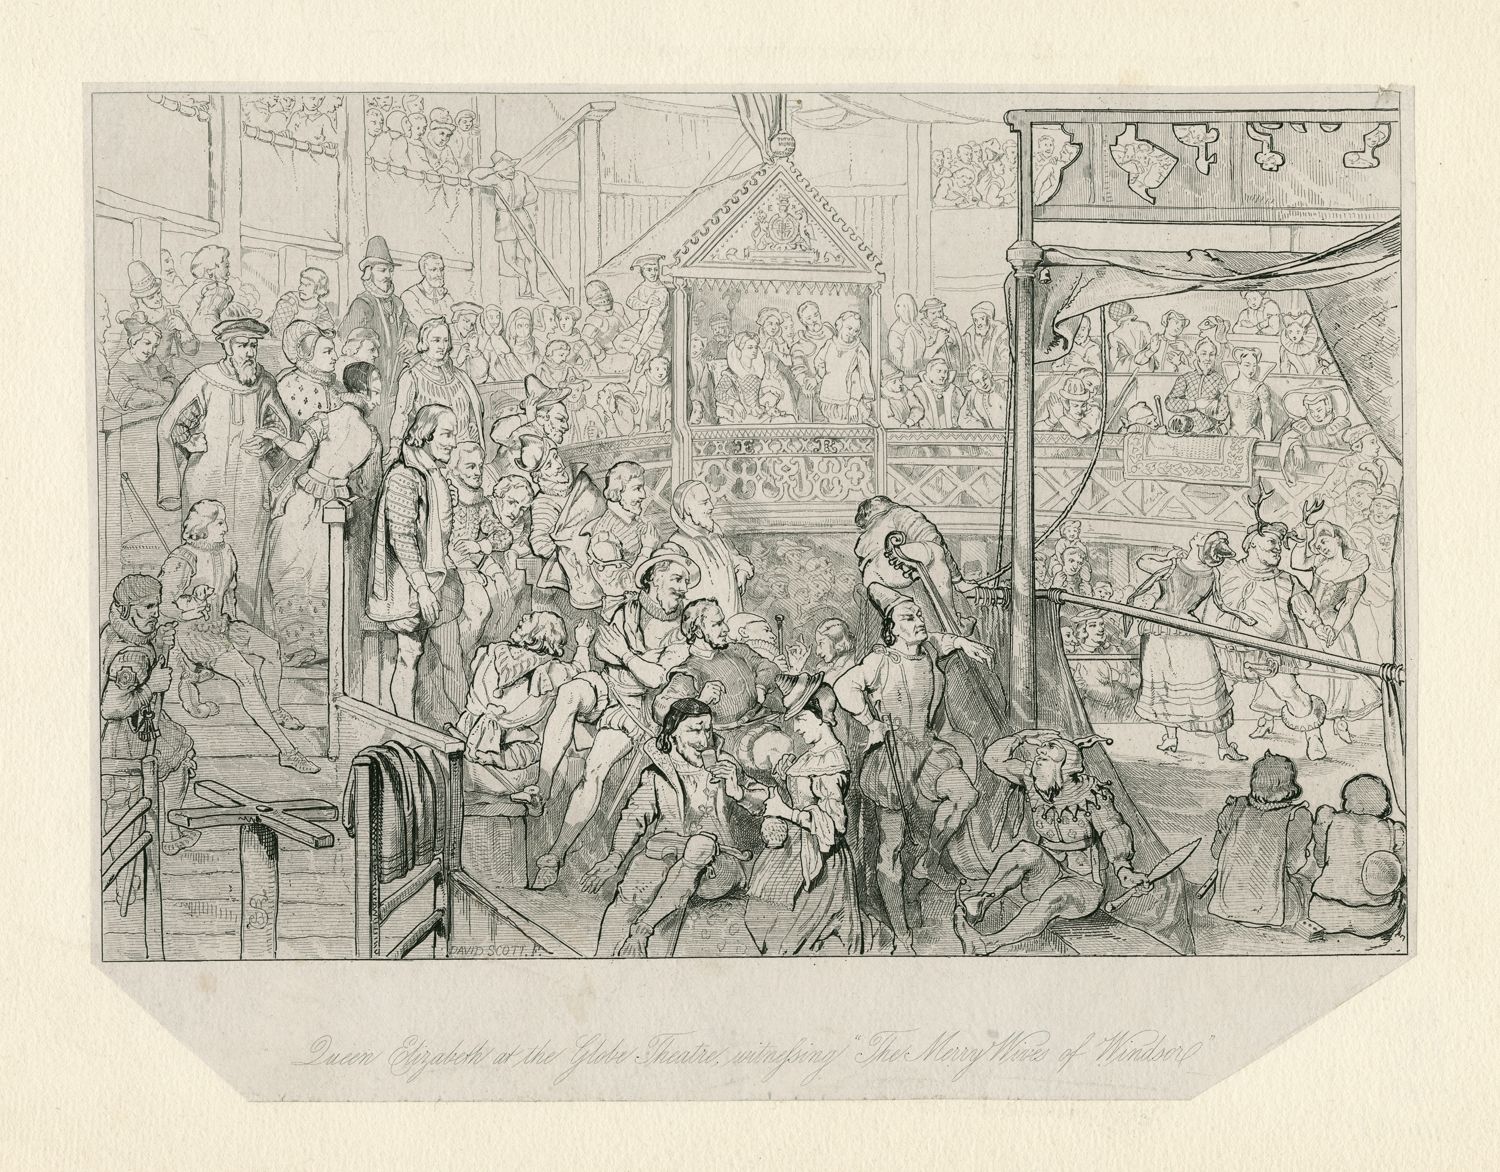 E R
DAVID SCOTT. F.
Queen Elizabeth at the Globe Theatre, witneſsing "The Merry Wives of Windsor"